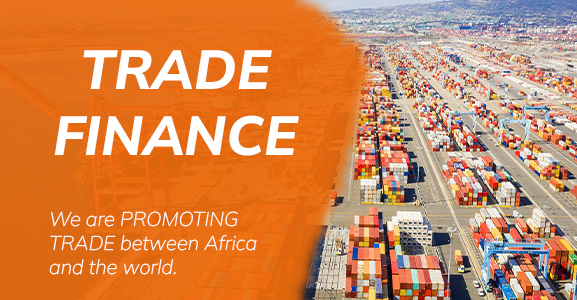 TRADE
FINANCE
We are PROMOTING
TRADE between Africa
and the world.